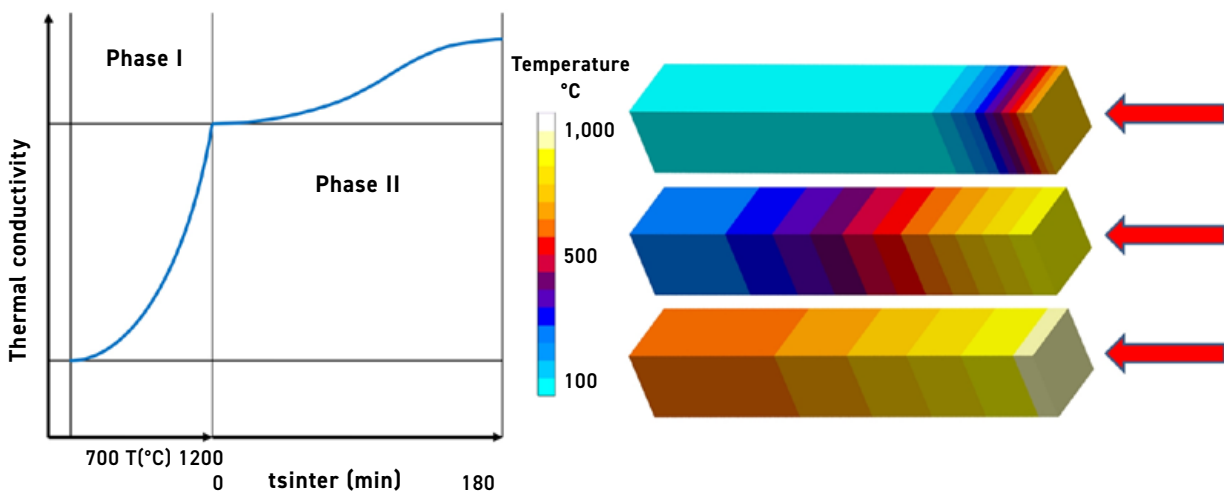 Phase I
Phase II
Thermal conductivity
700 T(°C) 1200
0 tsinter (min) 180
Temperature
°C
1,000
500
100